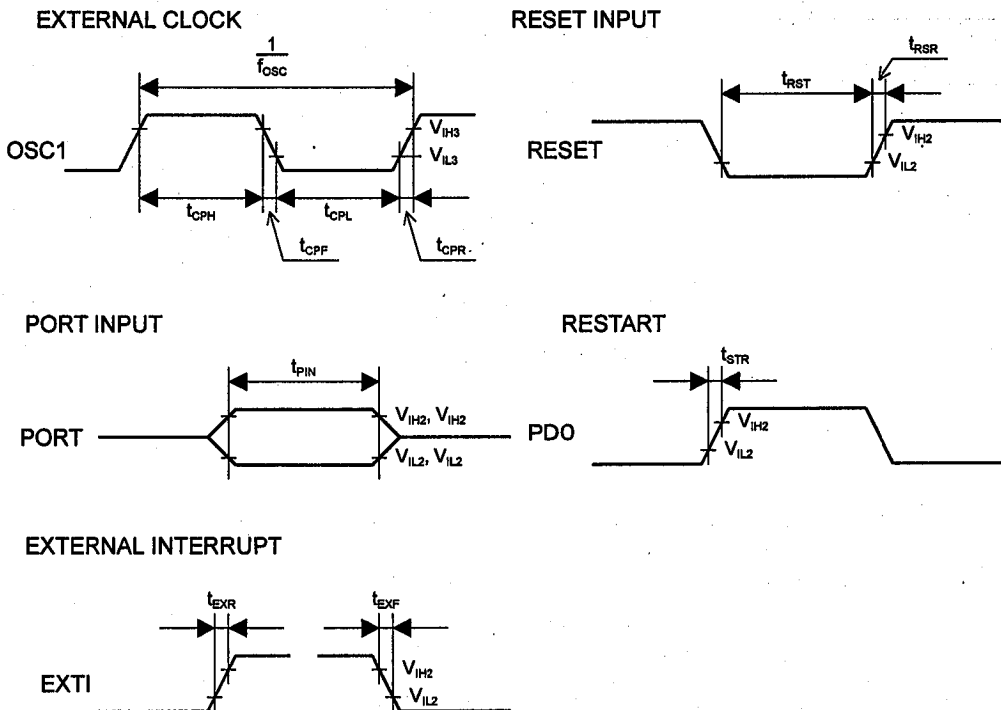 EXTERNAL CLOCK
1
fOSC
OSC1
VIH3
VIL3
tCPH
tCPL
tCPF
tCPR
RESET INPUT
tRSR
tRST
RESET
VIH2
VIL2
PORT INPUT
tPIN
PORT
VIH2, VIH2
VIL2, VIL2
RESTART
tSTR
PD0
VIH2
VIL2
EXTERNAL INTERRUPT
tEXR
tEXF
EXTI
VIH2
VIL2